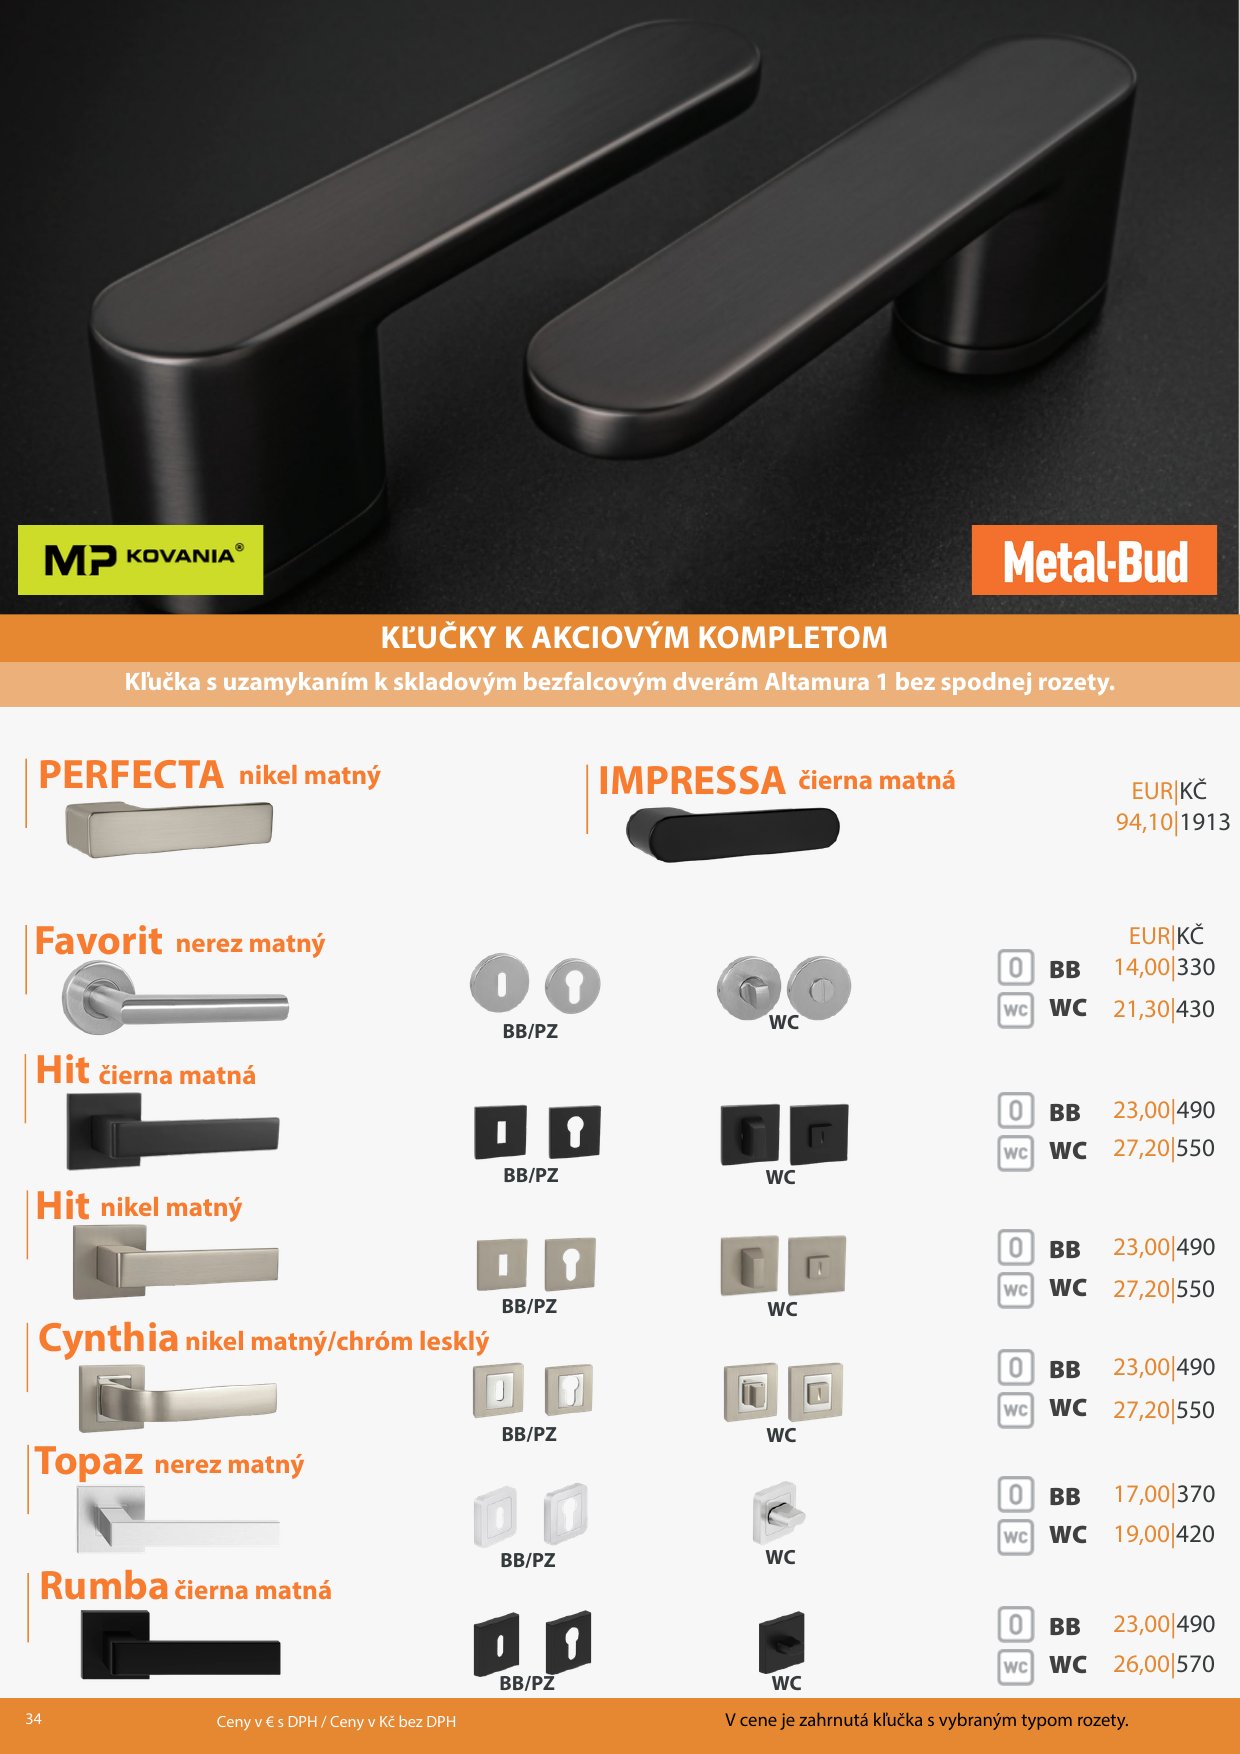 MP KOVANIA®
Metal-Bud
KĽUČKY K AKCIOVÝM KOMPLETOM
Kľučka s uzamykaním k skladovým bezfalcovým dverám Altamura 1 bez spodnej rozety.
PERFECTA nikel matný
IMPRESSA čierna matná
EUR|KČ
94,10|1913
Favorit nerez matný
EUR|KČ
BB 14,00|330
WC WC 21,30|430
BB/PZ
WC
Hit čierna matná
BB 23,00|490
WC WC 27,20|550
BB/PZ
WC
Hit nikel matný
BB 23,00|490
WC WC 27,20|550
BB/PZ
WC
Cynthia nikel matný/chróm lesklý
BB 23,00|490
WC WC 27,20|550
BB/PZ
WC
Topaz nerez matný
BB 17,00|370
WC WC 19,00|420
BB/PZ
WC
Rumba čierna matná
BB 23,00|490
WC WC 26,00|570
BB/PZ
WC
34
Ceny v € s DPH / Ceny v Kč bez DPH
V cene je zahrnutá kľučka s vybraným typom rozety.